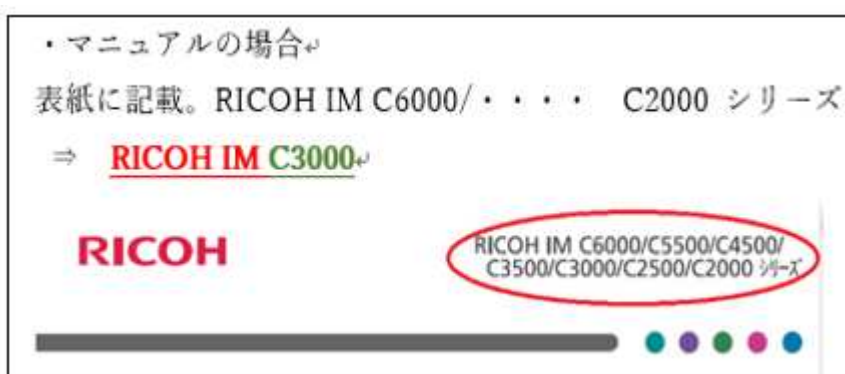 ・マニュアルの場合↵
表紙に記載。RICOH IM C6000/・・・・ C2000 シリーズ
⇒ RICOH IM C3000↵
RICOH
RICOH IM C6000/C5500/C4500/
C3500/C3000/C2500/C2000 シリーズ